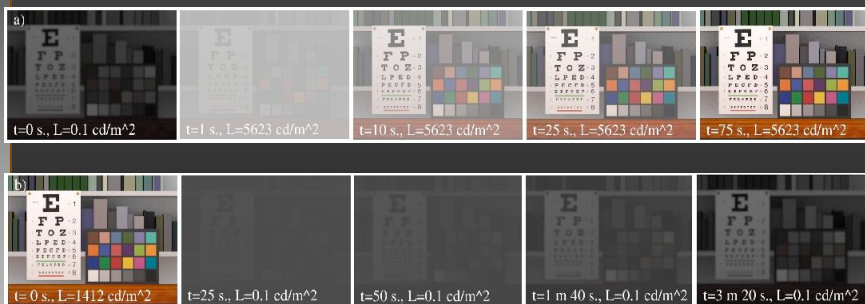 a)
E
F P
T O Z
L P E D
P E C F D
t=0 s., L=0.1 cd/m^2
t=1 s., L=5623 cd/m^2
E
F P
T O Z
L P E D
P E C F D
t=10 s., L=5623 cd/m^2
E
F P
T O Z
L P E D
P E C F D
t=25 s., L=5623 cd/m^2
E
F P
T O Z
L P E D
P E C F D
t=75 s., L=5623 cd/m^2
b)
E
F P
T O Z
L P E D
P E C F D
t= 0 s., L=1412 cd/m^2
t=25 s., L=0.1 cd/m^2
t=50 s., L=0.1 cd/m^2
E
F P
T O Z
t=1 m 40 s., L=0.1 cd/m^2
E
F P
T O Z
L P E D
t=3 m 20 s., L=0.1 cd/m^2